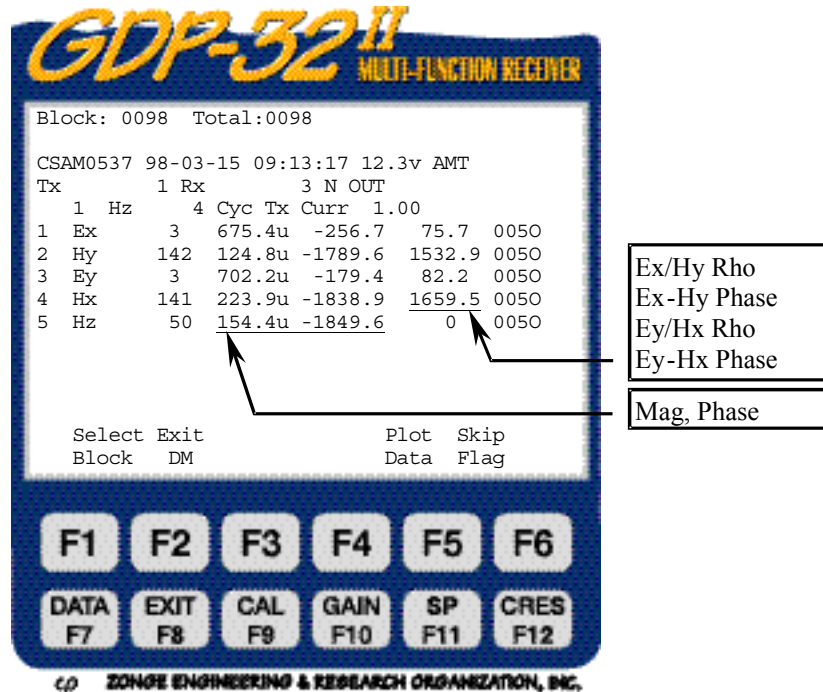 GDP-32 II
MULTI-FUNCTION RECEIVER
Block: 0098 Total:0098
CSAM0537 98-03-15 09:13:17 12.3v AMT
Tx 1 Rx 3 N OUT
1 Hz 4 Cyc Tx Curr 1.00
1 Ex 3 675.4u -256.7 75.7 005O
2 Hy 142 124.8u -1789.6 1532.9 005O
3 Ey 3 702.2u -179.4 82.2 005O
4 Hx 141 223.9u -1838.9 1659.5 005O
5 Hz 50 154.4u -1849.6 0 005O
Ex/Hy Rho
Ex-Hy Phase
Ey/Hx Rho
Ey-Hx Phase
Mag, Phase
Select Exit Plot Skip
Block DM Data Flag
F1 F2 F3 F4 F5 F6
DATA EXIT CAL GAIN SP CRES
F7 F8 F9 F10 F11 F12
ZONGE ENGINEERING & RESEARCH ORGANIZATION, INC.